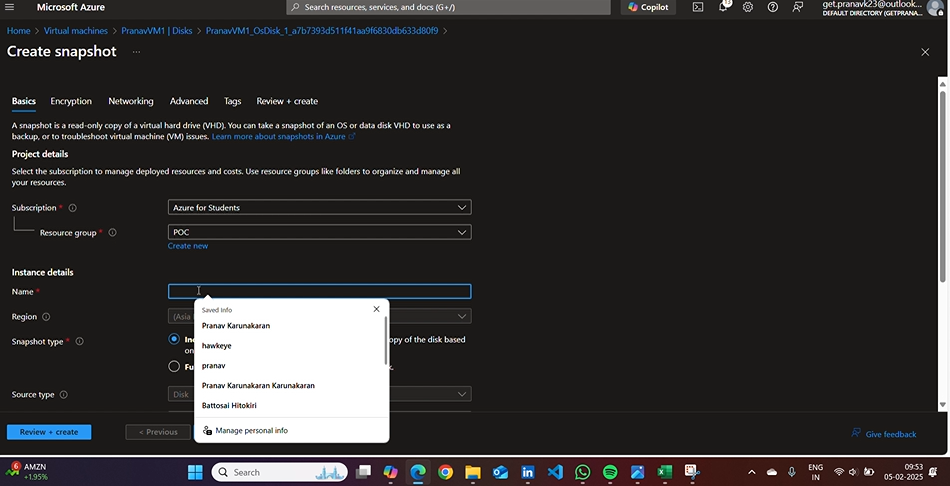 Microsoft Azure
Search resources, services, and docs (G+/)
Copilot
get.pranavk23@outlook....
DEFAULT DIRECTORY (GETPRANA...
Home > Virtual machines > PranavVM1 | Disks > PranavVM1_OsDisk_1_a7b7393d511f41aa9f6830db633d80f9 >
Create snapshot ...
Basics Encryption Networking Advanced Tags Review + create
A snapshot is a read-only copy of a virtual hard drive (VHD). You can take a snapshot of an OS or data disk VHD to use as a
backup, or to troubleshoot virtual machine (VM) issues. Learn more about snapshots in Azure
Project details
Select the subscription to manage deployed resources and costs. Use resource groups like folders to organize and manage all
your resources.
Subscription *
Azure for Students
Resource group *
POC
Create new
Instance details
Name *
Saved info
Region
(Asia
Pranav Karunakaran
Snapshot type *
In
copy of the disk based
on
hawkeye
Fu
k.
pranav
Pranav Karunakaran Karunakaran
Source type
Disk
Battosai Hitokiri
Manage personal info
Review + create
< Previous
Give feedback
6
AMZN
+1.95%
Search
ENG
IN
09:53
05-02-2025